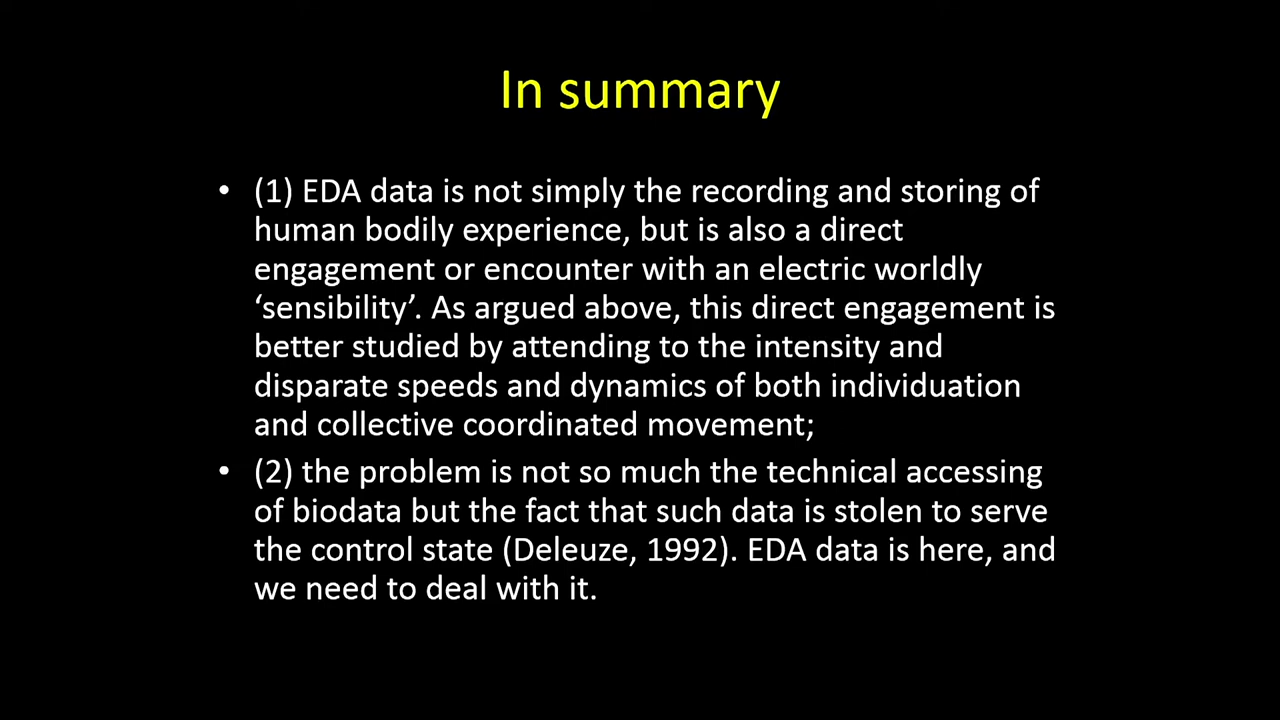 In summary
• (1) EDA data is not simply the recording and storing of
human bodily experience, but is also a direct
engagement or encounter with an electric worldly
‘sensibility’. As argued above, this direct engagement is
better studied by attending to the intensity and
disparate speeds and dynamics of both individuation
and collective coordinated movement;
• (2) the problem is not so much the technical accessing
of biodata but the fact that such data is stolen to serve
the control state (Deleuze, 1992). EDA data is here, and
we need to deal with it.